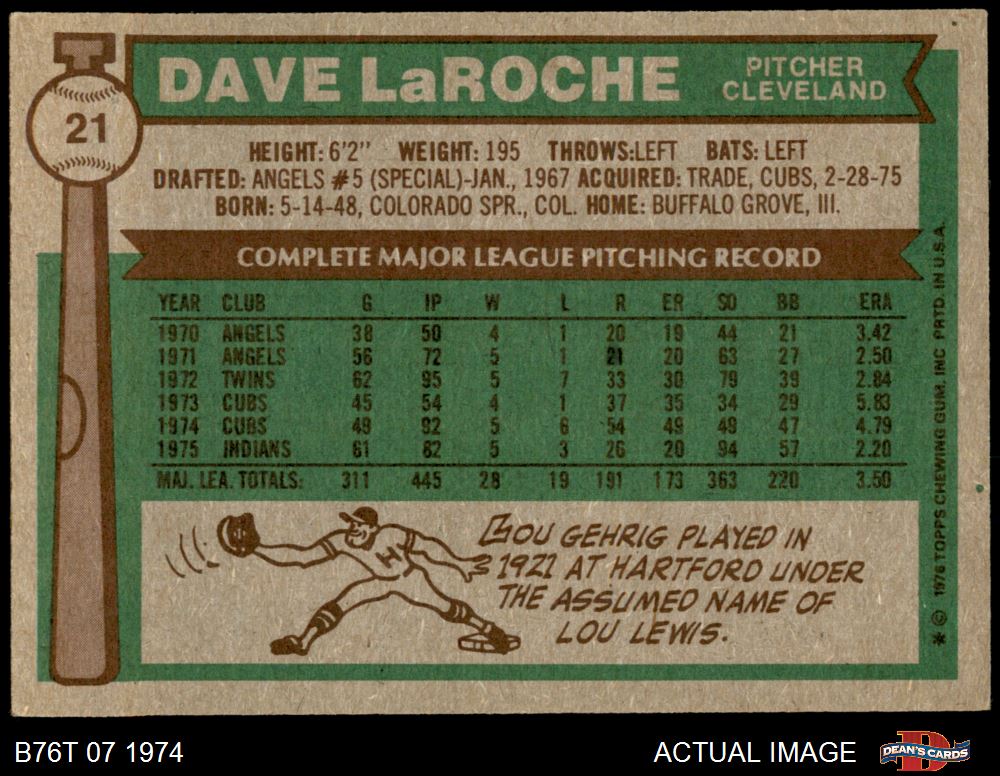 21
DAVE LaROCHE
PITCHER
CLEVELAND
HEIGHT: 6'2" WEIGHT: 195 THROWS:LEFT BATS: LEFT
DRAFTED: ANGELS #5 (SPECIAL)-JAN., 1967 ACQUIRED: TRADE, CUBS, 2-28-75
BORN: 5-14-48, COLORADO SPR., COL. HOME: BUFFALO GROVE, Ill.
COMPLETE MAJOR LEAGUE PITCHING RECORD
YEAR CLUB G IP W L R ER SO BB ERA
1970 ANGELS 38 50 4 1 20 19 44 21 3.42
1971 ANGELS 56 72 5 1 21 20 63 27 2.50
1972 TWINS 62 95 5 7 33 30 79 39 2.84
1973 CUBS 45 54 4 1 37 35 34 29 5.83
1974 CUBS 49 92 5 6 54 49 49 47 4.79
1975 INDIANS 61 82 5 3 26 20 94 57 2.20
MAJ. LEA. TOTALS: 311 445 28 19 191 173 363 220 3.50
LOU GEHRIG PLAYED IN
1921 AT HARTFORD UNDER
THE ASSUMED NAME OF
LOU LEWIS.
H
* © 1976 TOPPS CHEWING GUM, INC PRTD. IN U.S.A.
B76T 07 1974
ACTUAL IMAGE
D
DEAN'S CARDS